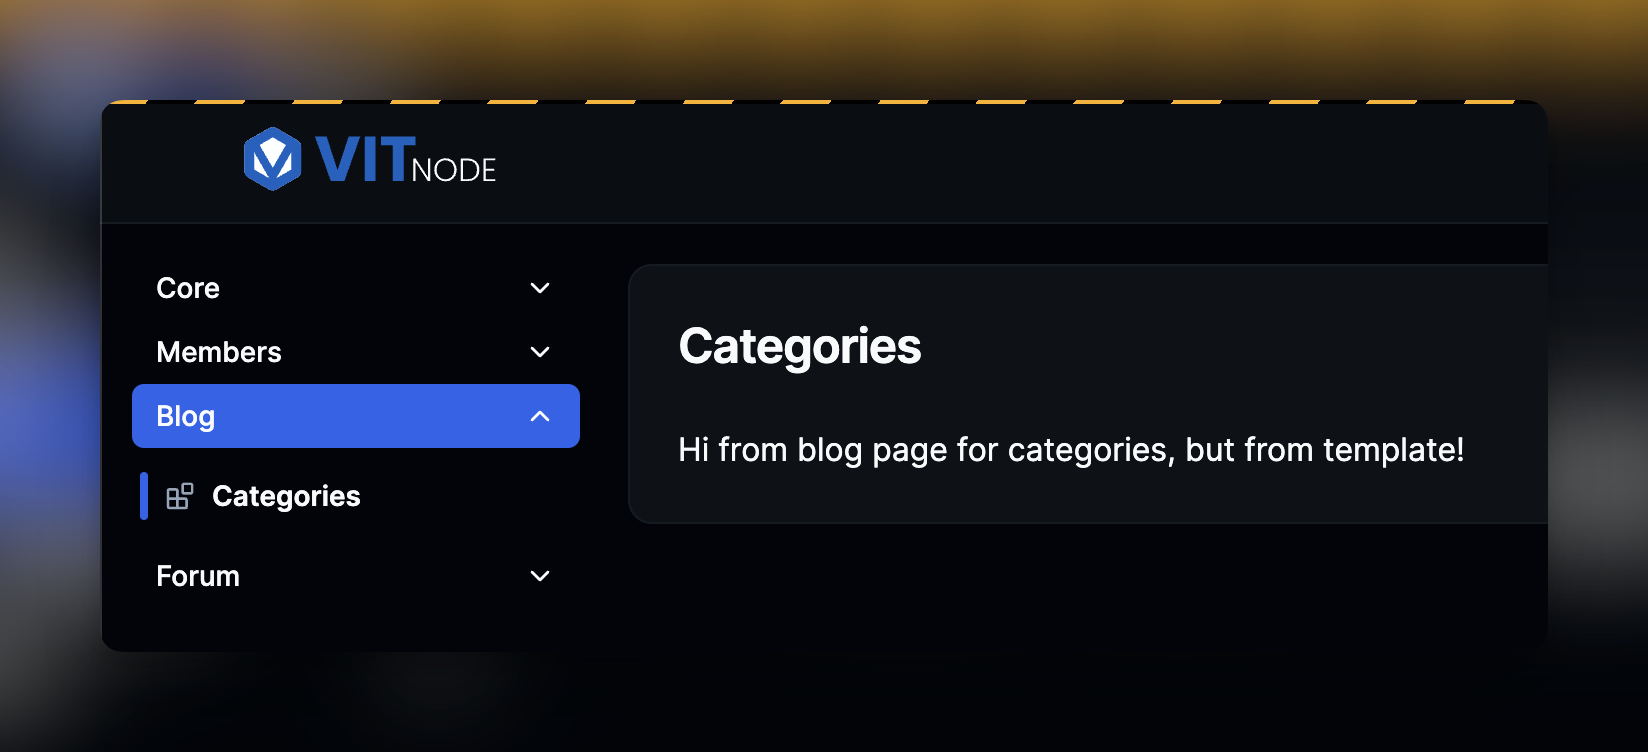 VITNODE
Core
Members
Blog
Categories
Forum
Categories
Hi from blog page for categories, but from template!